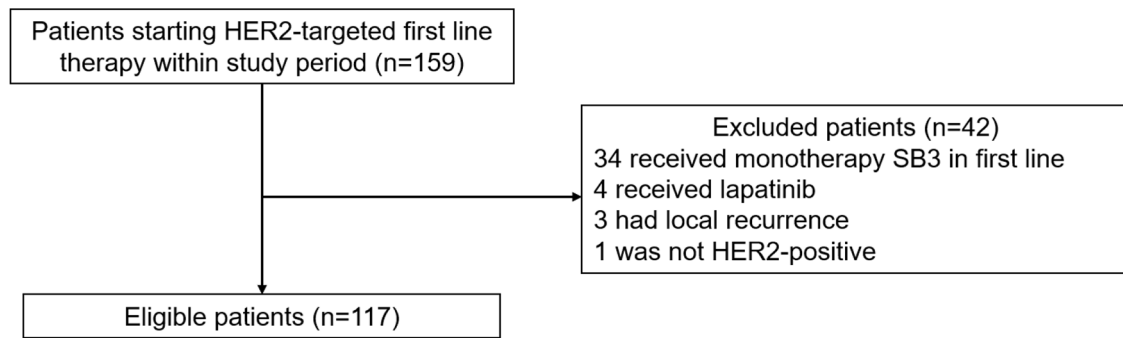 Patients starting HER2-targeted first line
therapy within study period (n=159)
Excluded patients (n=42)
34 received monotherapy SB3 in first line
4 received lapatinib
3 had local recurrence
1 was not HER2-positive
Eligible patients (n=117)